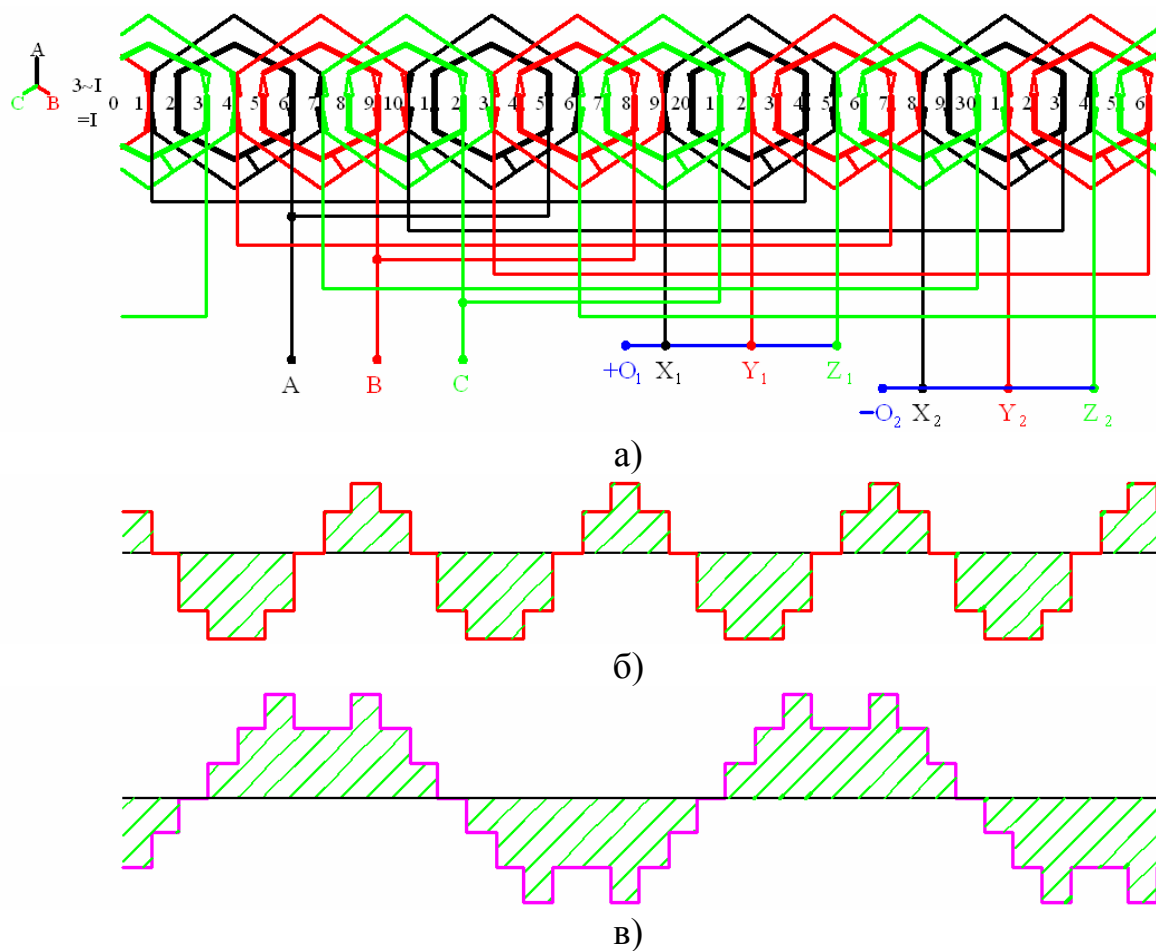 A
C B
3~I
=I
0 1 2 3 4 5 6 7 8 9 10 1 2 3 4 5 6 7 8 9 20 1 2 3 4 5 6 7 8 9 30 1 2 3 4 5 6
A B C
+O₁ X₁ Y₁ Z₁
−O₂ X₂ Y₂ Z₂
а)
б)
в)